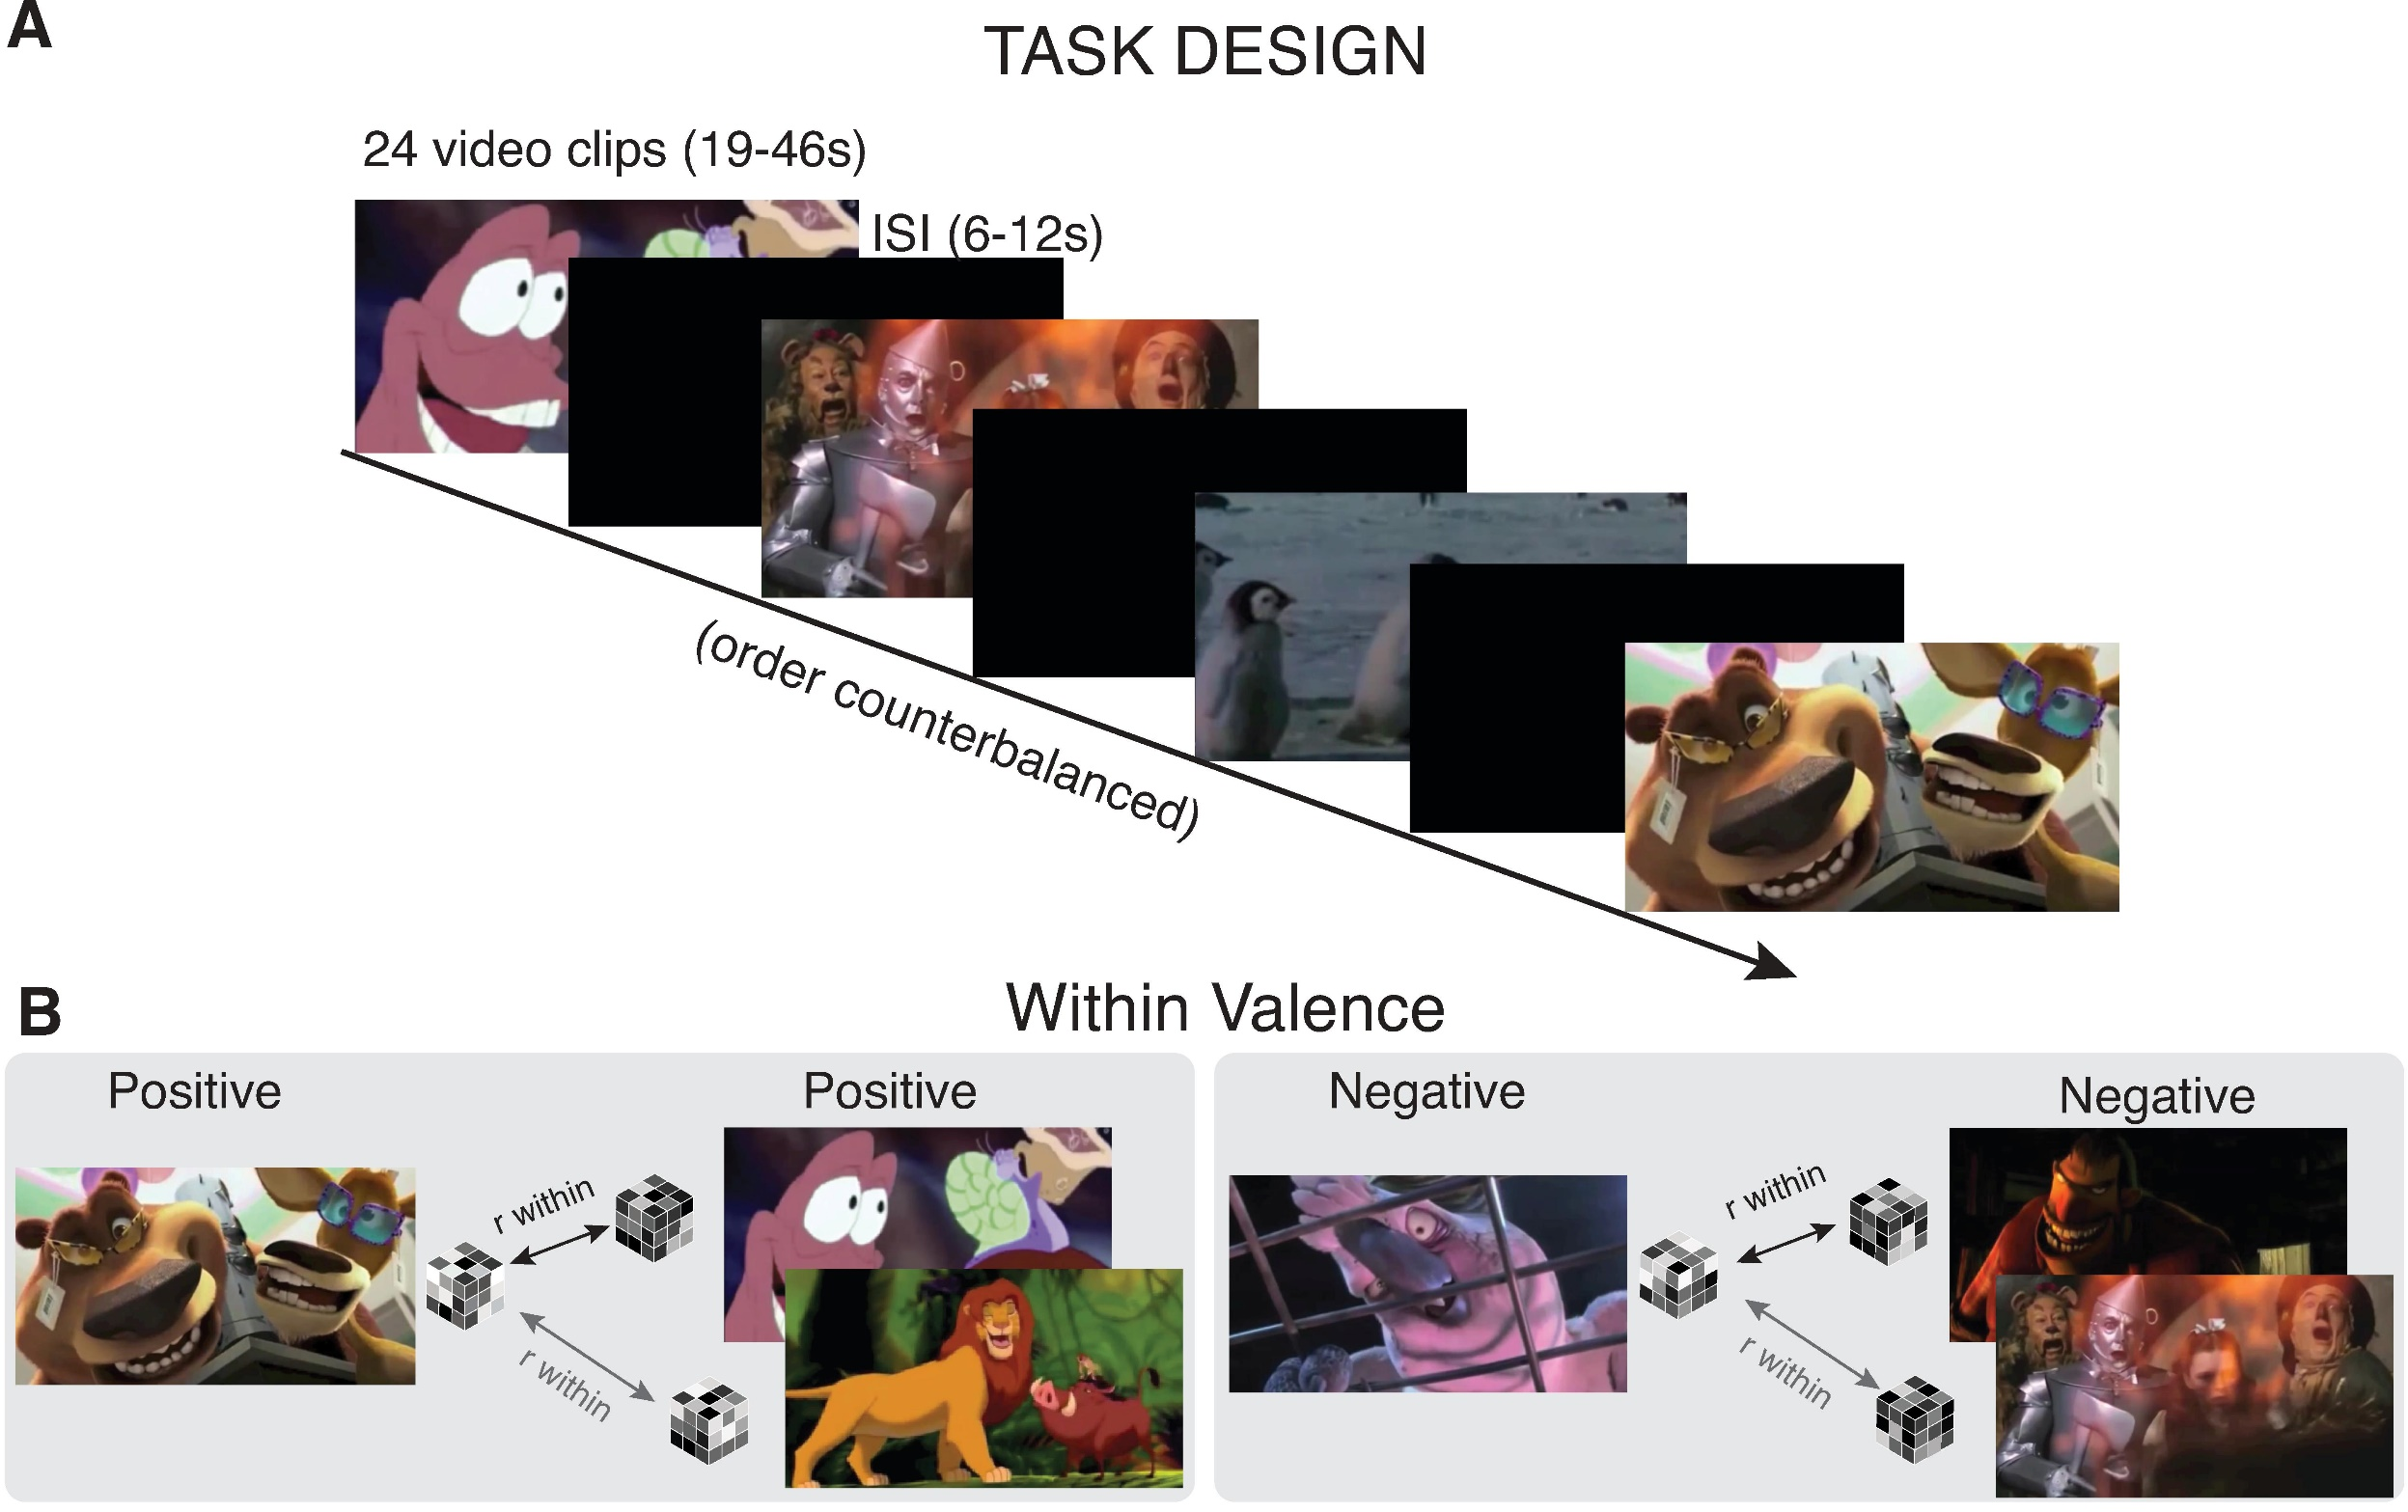 A
TASK DESIGN
24 video clips (19-46s)
ISI (6-12s)
(order counterbalanced)
B
Within Valence
Positive
Positive
r within
r within
Negative
Negative
r within
r within